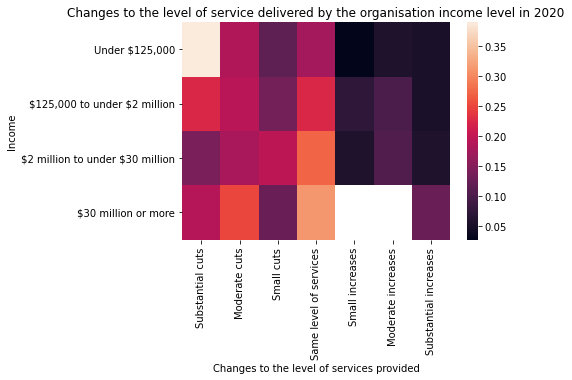 Changes to the level of service delivered by the organisation income level in 2020
Income
Under $125,000
$125,000 to under $2 million
$2 million to under $30 million
$30 million or more
Substantial cuts
Moderate cuts
Small cuts
Same level of services
Small increases
Moderate increases
Substantial increases
Changes to the level of services provided
0.35
0.30
0.25
0.20
0.15
0.10
0.05